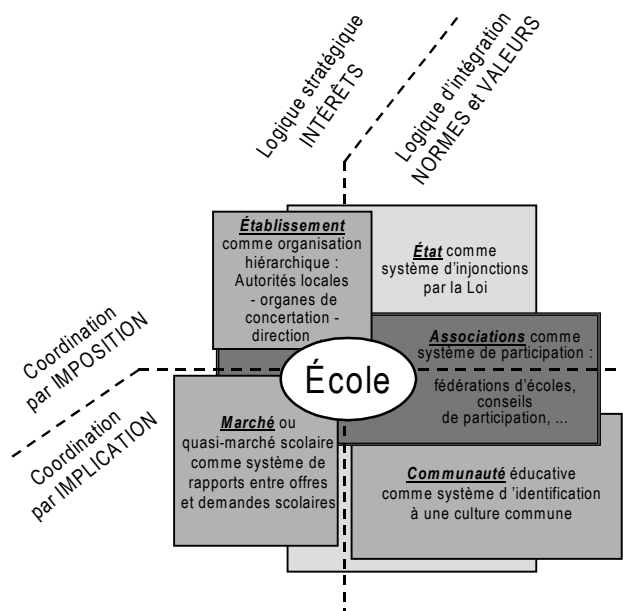 Logique stratégique
INTÉRÊTS
Logique d'intégration
NORMES et VALEURS
Établissement
comme organisation
hiérarchique :
Autorités locales
- organes de
concertation -
direction
État comme
système d'injonctions
par la Loi
Coordination
par IMPOSITION
Associations comme
système de participation :
fédérations d'écoles,
conseils
de participation, ...
École
Coordination
par IMPLICATION
Marché ou
quasi-marché scolaire
comme système de
rapports entre offres
et demandes scolaires
Communauté éducative
comme système d 'identification
à une culture commune